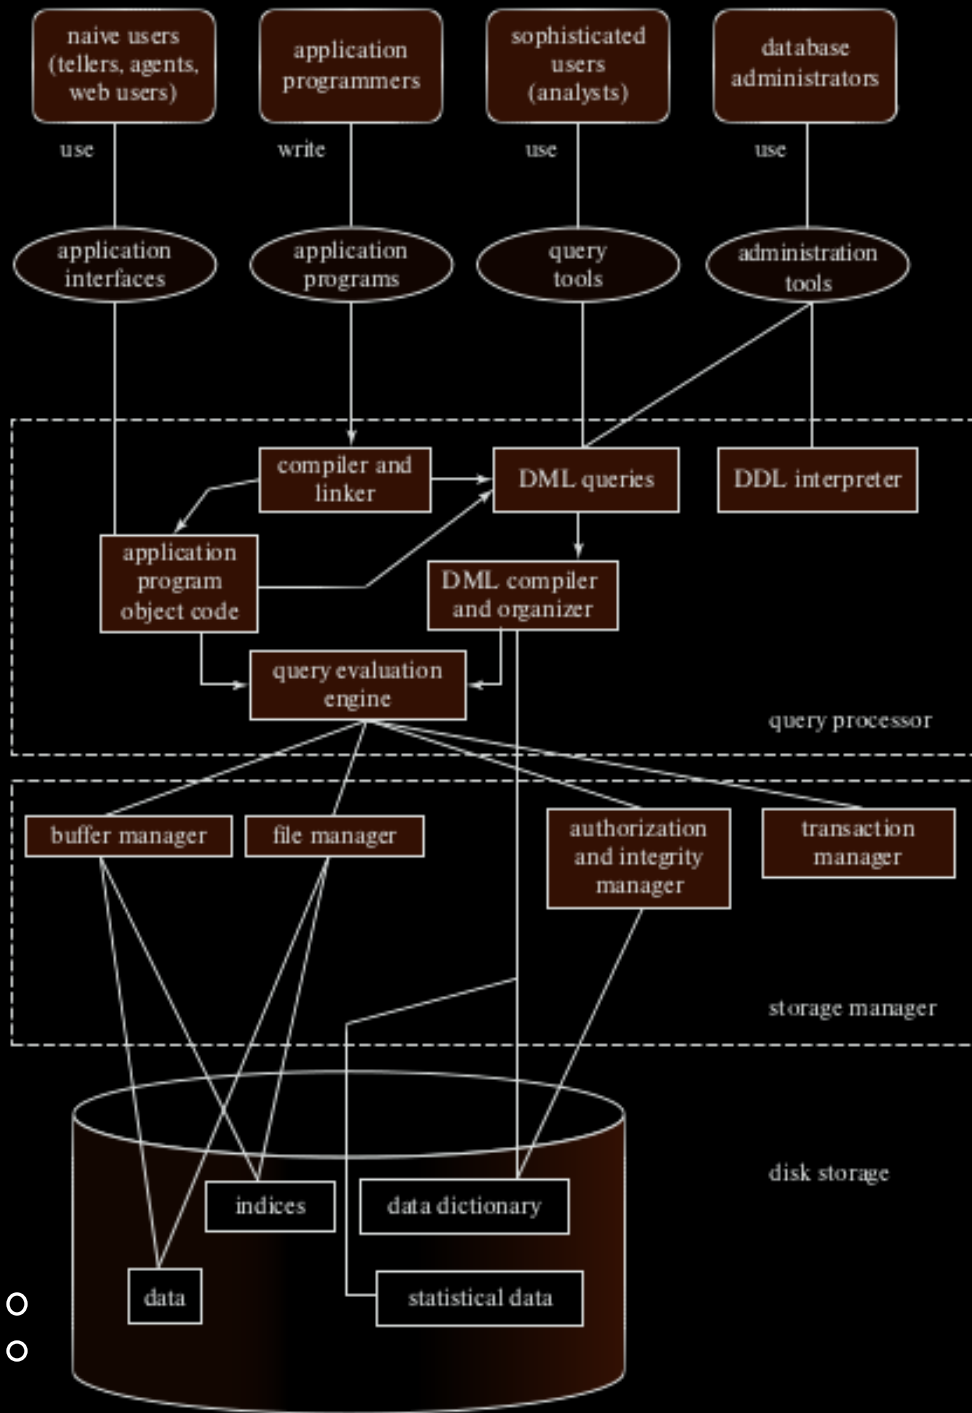 naive users
(tellers, agents,
web users)
application
programmers
sophisticated
users
(analysts)
database
administrators
use
write
use
use
application
interfaces
application
programs
query
tools
administration
tools
compiler and
linker
DML queries
DDL interpreter
application
program
object code
DML compiler
and organizer
query evaluation
engine
query processor
buffer manager
file manager
authorization
and integrity
manager
transaction
manager
storage manager
disk storage
indices
data dictionary
data
statistical data